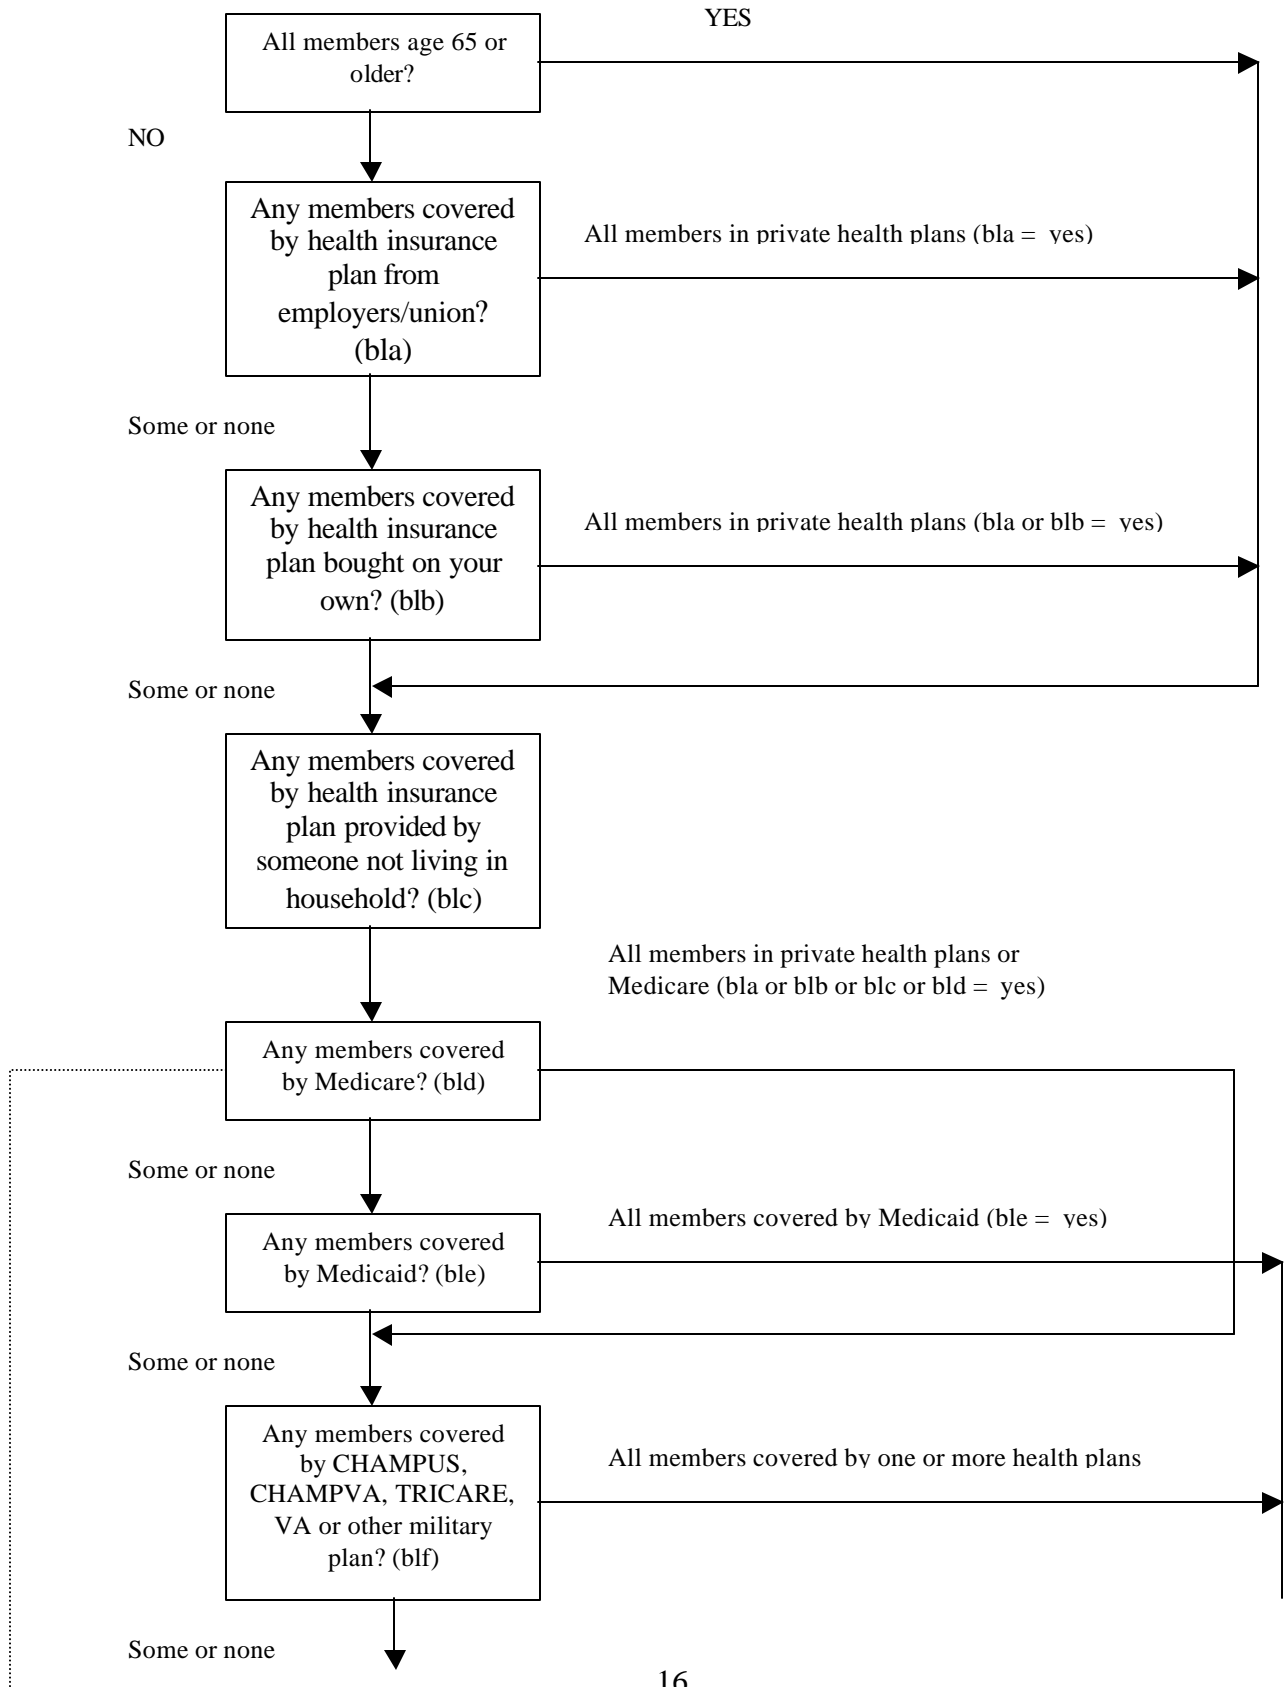 YES
All members age 65 or
older?
NO
Any members covered
by health insurance
plan from
employers/union?
(bla)
All members in private health plans (bla = yes)
Some or none
Any members covered
by health insurance
plan bought on your
own? (blb)
All members in private health plans (bla or blb = yes)
Some or none
Any members covered
by health insurance
plan provided by
someone not living in
household? (blc)
All members in private health plans or
Medicare (bla or blb or blc or bld = yes)
Any members covered
by Medicare? (bld)
Some or none
All members covered by Medicaid (ble = yes)
Any members covered
by Medicaid? (ble)
Some or none
Any members covered
by CHAMPUS,
CHAMPVA, TRICARE,
VA or other military
plan? (blf)
All members covered by one or more health plans
Some or none
16